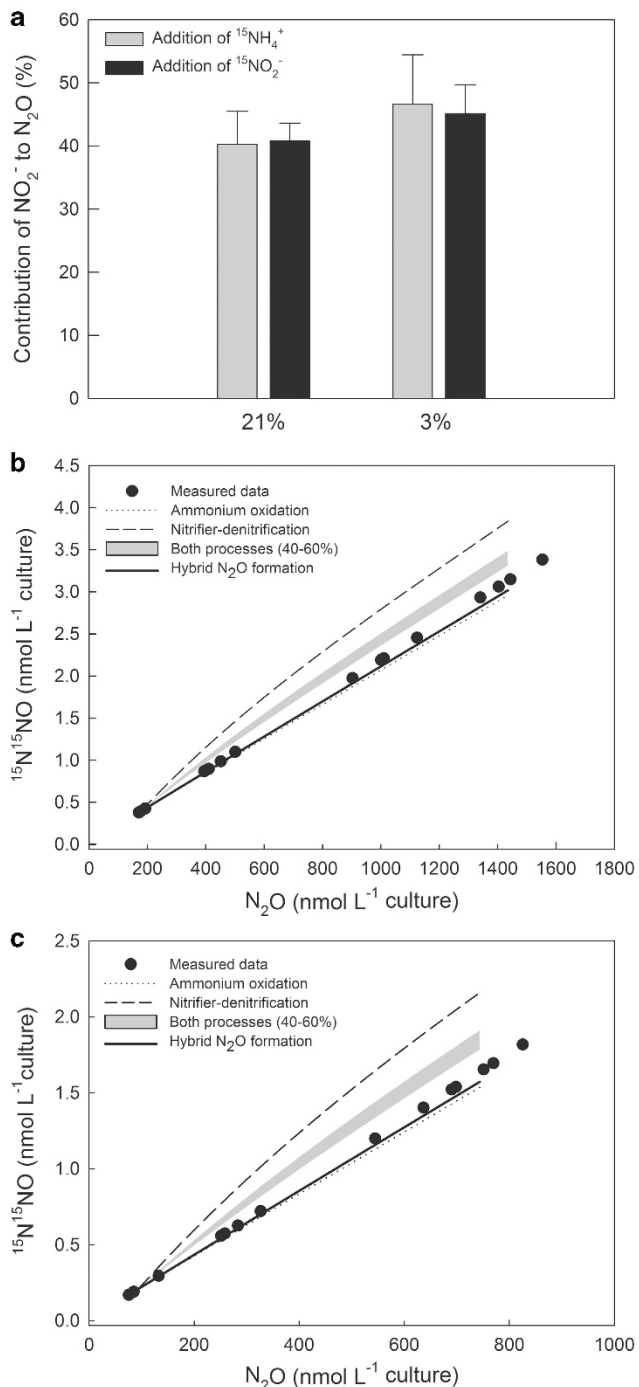 a
60
50
40
30
20
10
0
Contribution of NO₂⁻ to N₂O (%)
Addition of ¹⁵NH₄⁺
Addition of ¹⁵NO₂⁻
21% 3%
b
4.5
4.0
3.5
3.0
2.5
2.0
1.5
1.0
0.5
0.0
¹⁵N¹⁵NO (nmol L⁻¹ culture)
Measured data
Ammonium oxidation
Nitrifier-denitrification
Both processes (40-60%)
Hybrid N₂O formation
0 200 400 600 800 1000 1200 1400 1600 1800
N₂O (nmol L⁻¹ culture)
c
2.5
2.0
1.5
1.0
0.5
0.0
¹⁵N¹⁵NO (nmol L⁻¹ culture)
Measured data
Ammonium oxidation
Nitrifier-denitrification
Both processes (40-60%)
Hybrid N₂O formation
0 200 400 600 800 1000
N₂O (nmol L⁻¹ culture)